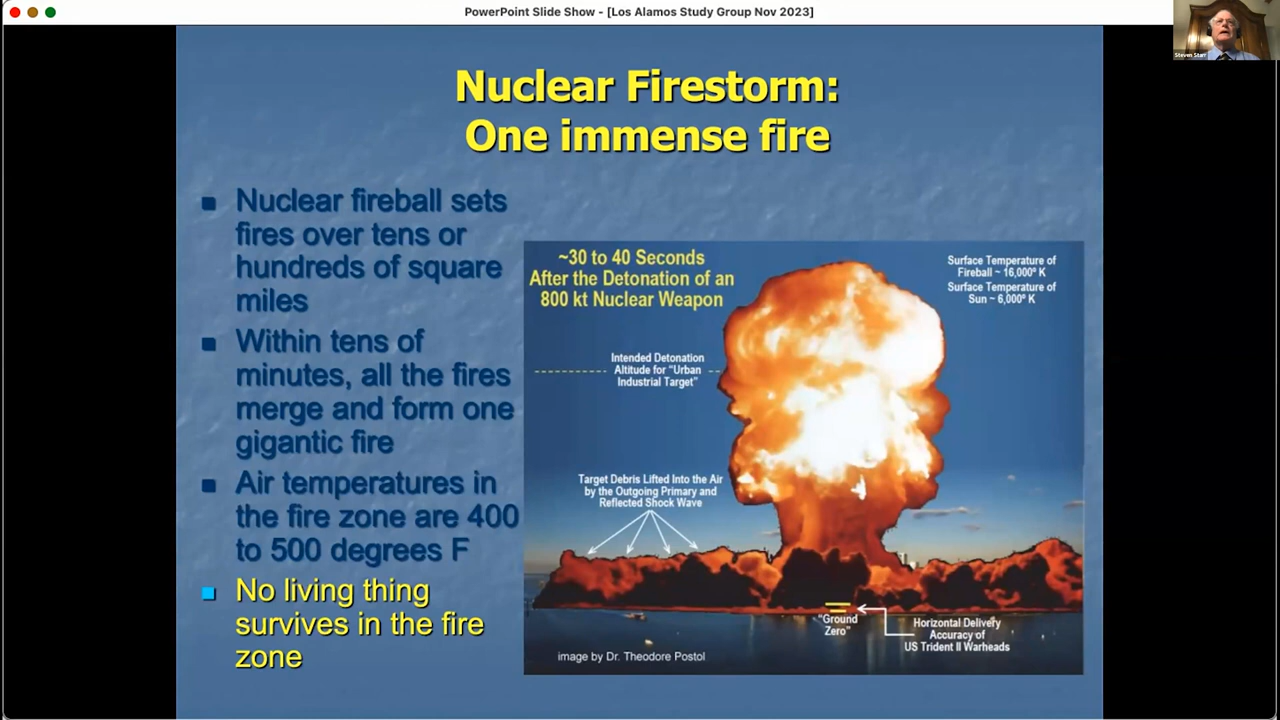 PowerPoint Slide Show - [Los Alamos Study Group Nov 2023]
Steven Starr
Nuclear Firestorm:
One immense fire
Nuclear fireball sets
fires over tens or
hundreds of square
miles
Within tens of
minutes, all the fires
merge and form one
gigantic fire
Air temperatures in
the fire zone are 400
to 500 degrees F
No living thing
survives in the fire
zone
~30 to 40 Seconds
After the Detonation of an
800 kt Nuclear Weapon
Surface Temperature of
Fireball ~ 16,000º K
Surface Temperature of
Sun ~ 6,000º K
Intended Detonation
Altitude for "Urban
Industrial Target"
Target Debris Lifted Into the Air
by the Outgoing Primary and
Reflected Shock Wave
"Ground
Zero"
Horizontal Delivery
Accuracy of
US Trident II Warheads
image by Dr. Theodore Postol